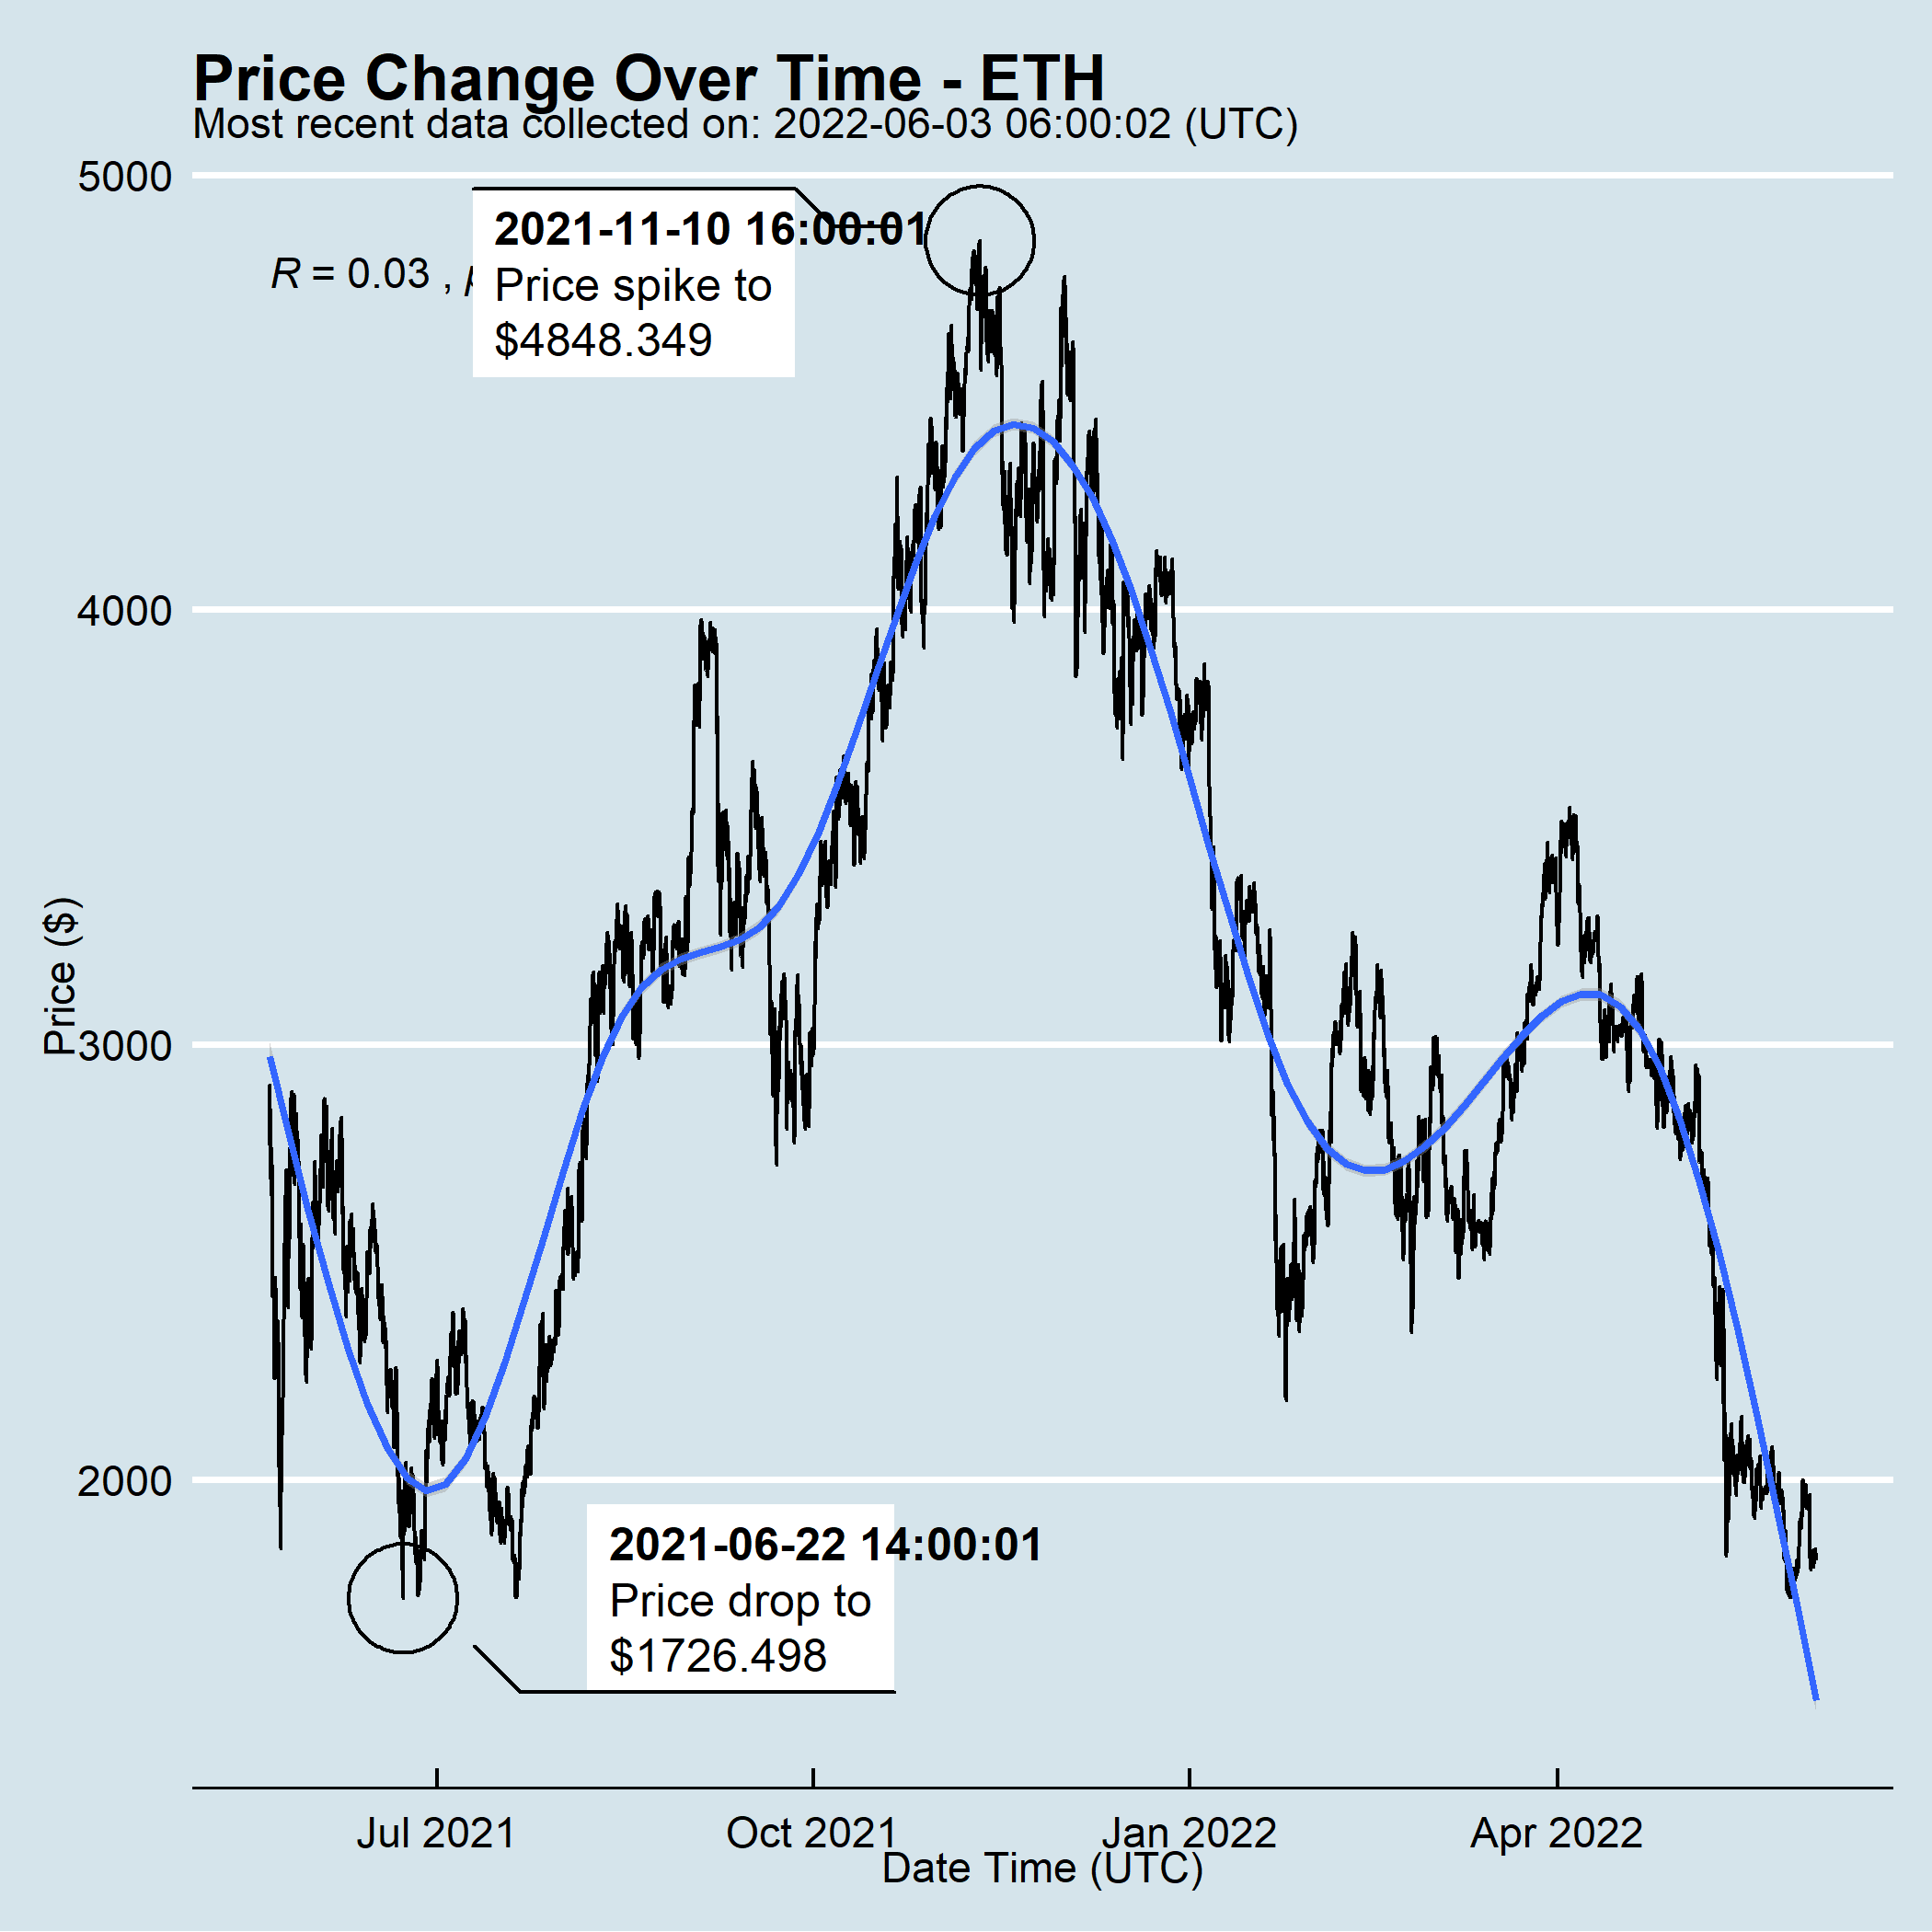 Price Change Over Time - ETH
Most recent data collected on: 2022-06-03 06:00:02 (UTC)
5000
2021-11-10 16:00:01
R = 0.03 ,
Price spike to
$4848.349
4000
Price ($)
3000
2000
2021-06-22 14:00:01
Price drop to
$1726.498
Jul 2021
Oct 2021
Jan 2022
Apr 2022
Date Time (UTC)